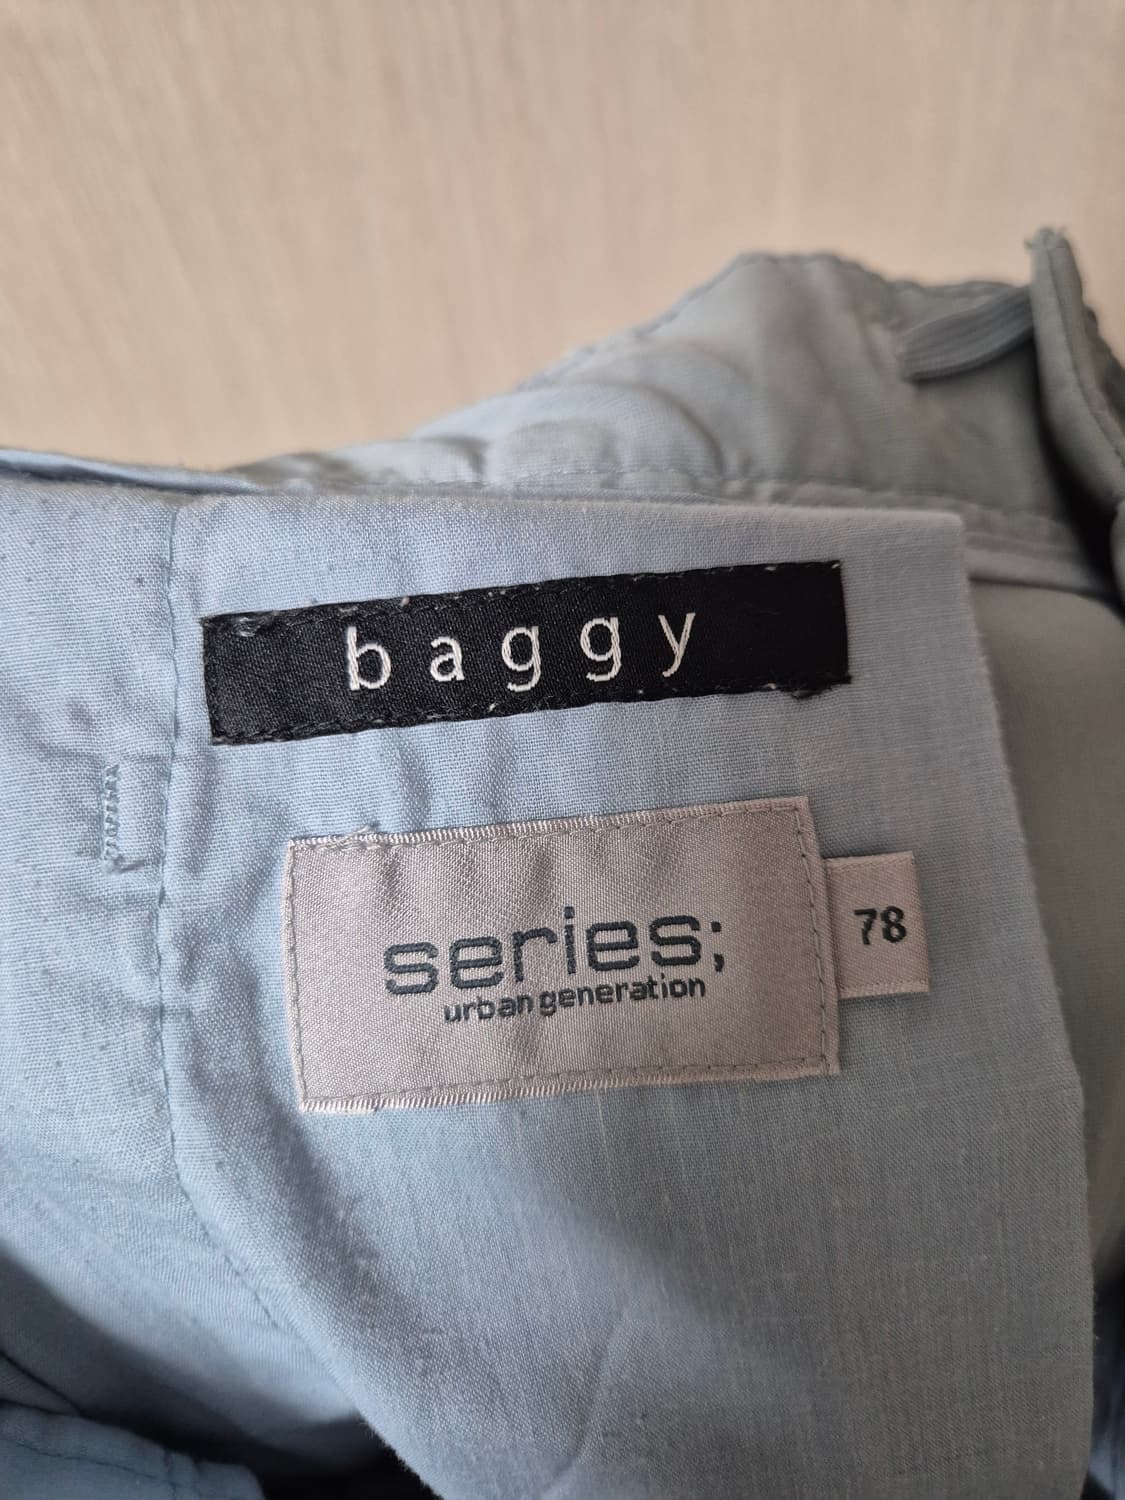 baggy
series;
urban generation
78